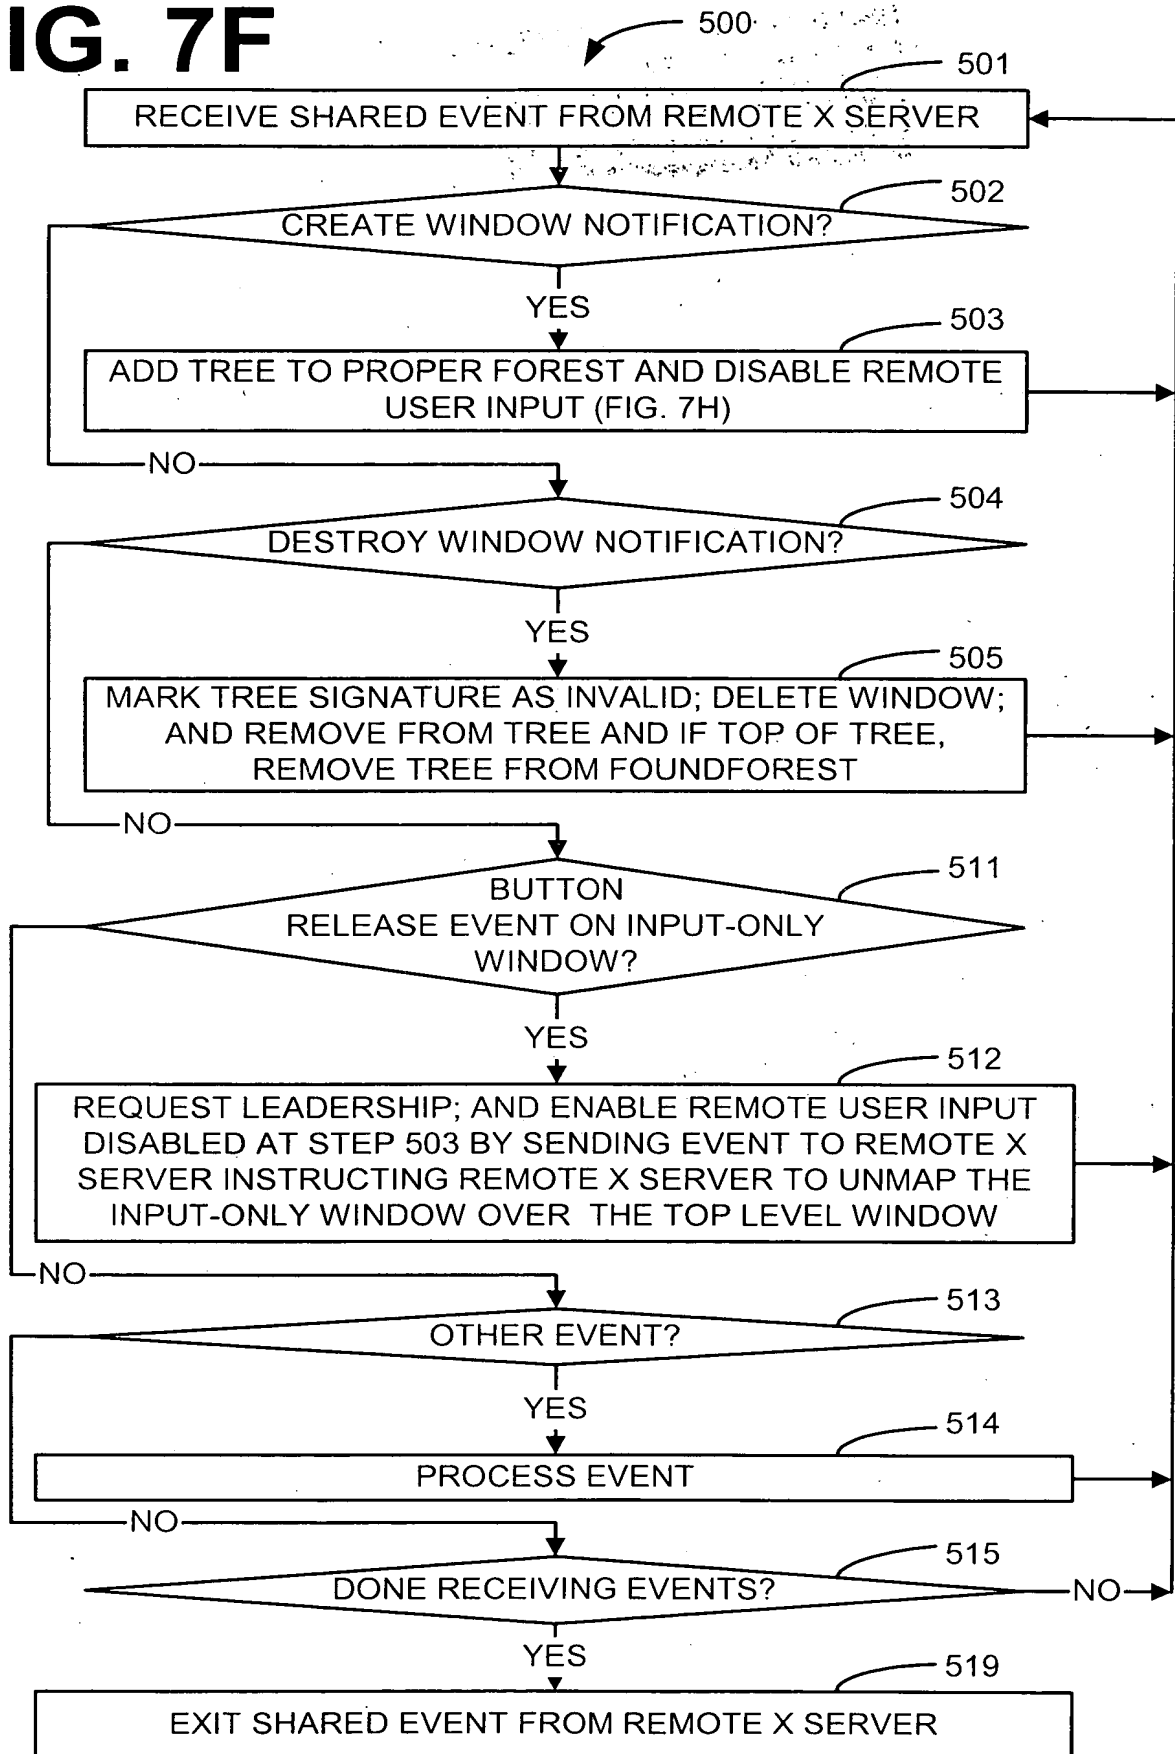 IG. 7F
500
501
RECEIVE SHARED EVENT FROM REMOTE X SERVER
502
CREATE WINDOW NOTIFICATION?
YES
503
ADD TREE TO PROPER FOREST AND DISABLE REMOTE
USER INPUT (FIG. 7H)
NO
504
DESTROY WINDOW NOTIFICATION?
YES
505
MARK TREE SIGNATURE AS INVALID; DELETE WINDOW;
AND REMOVE FROM TREE AND IF TOP OF TREE,
REMOVE TREE FROM FOUNDFOREST
NO
511
BUTTON
RELEASE EVENT ON INPUT-ONLY
WINDOW?
YES
512
REQUEST LEADERSHIP; AND ENABLE REMOTE USER INPUT
DISABLED AT STEP 503 BY SENDING EVENT TO REMOTE X
SERVER INSTRUCTING REMOTE X SERVER TO UNMAP THE
INPUT-ONLY WINDOW OVER THE TOP LEVEL WINDOW
NO
513
OTHER EVENT?
YES
514
PROCESS EVENT
NO
515
DONE RECEIVING EVENTS?
NO
YES
519
EXIT SHARED EVENT FROM REMOTE X SERVER